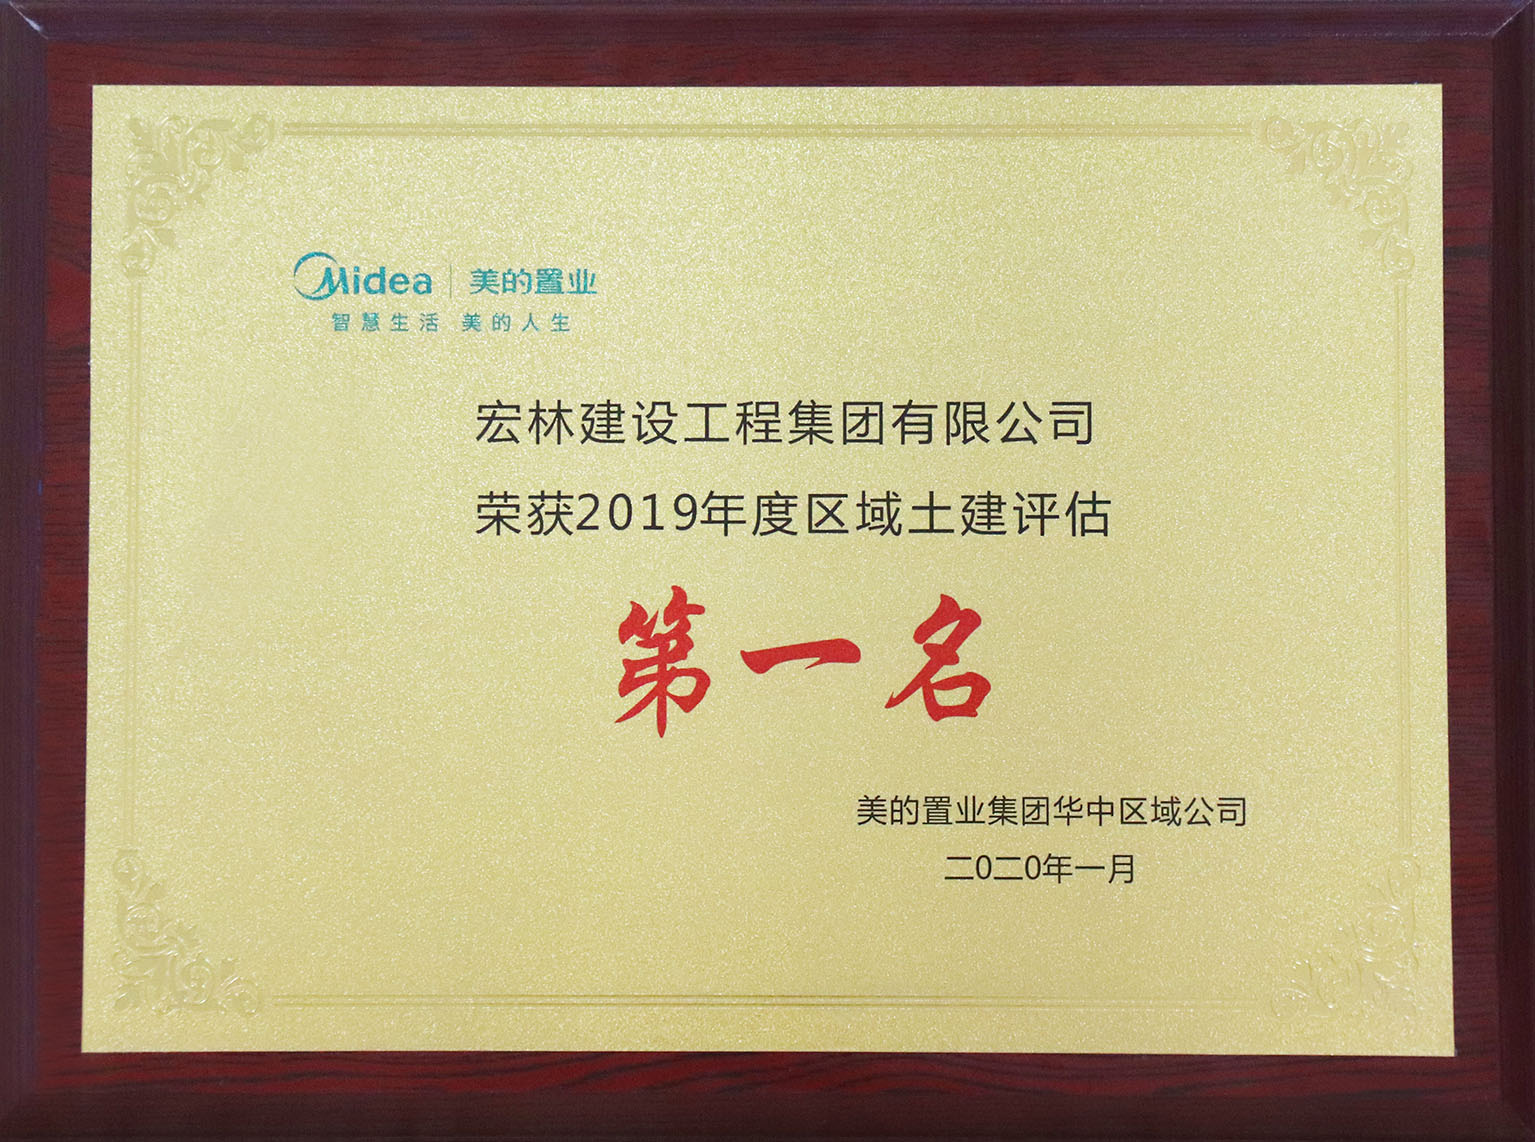 Midea 美的置业
智慧生活 美的人生
宏林建设工程集团有限公司
荣获2019年度区域土建评估
第一名
美的置业集团华中区域公司
二0二0年一月